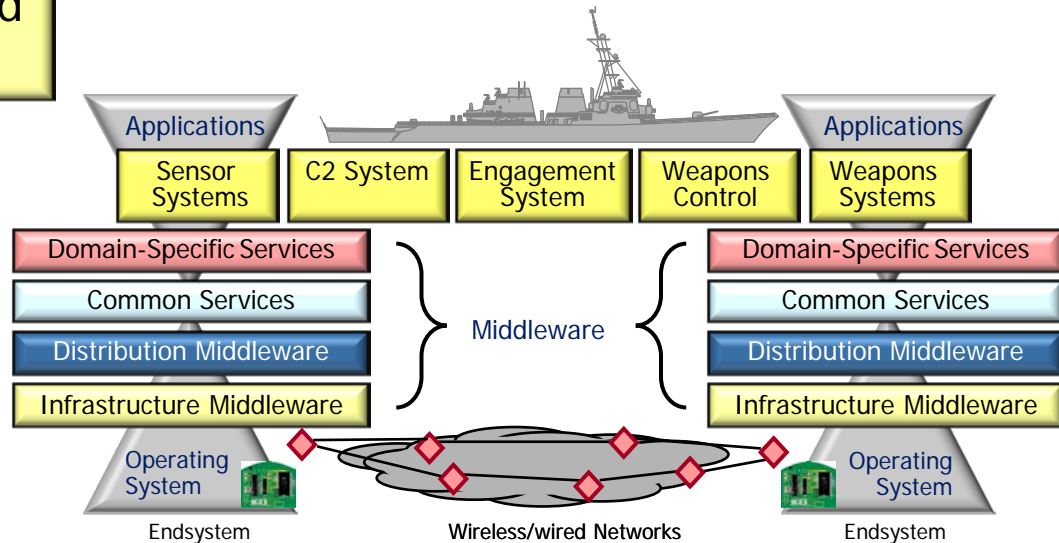 d
Applications
Applications
Sensor
Systems
C2 System
Engagement
System
Weapons
Control
Weapons
Systems
Domain-Specific Services
Domain-Specific Services
Common Services
Common Services
Middleware
Distribution Middleware
Distribution Middleware
Infrastructure Middleware
Infrastructure Middleware
Operating
System
Operating
System
Endsystem
Wireless/wired Networks
Endsystem